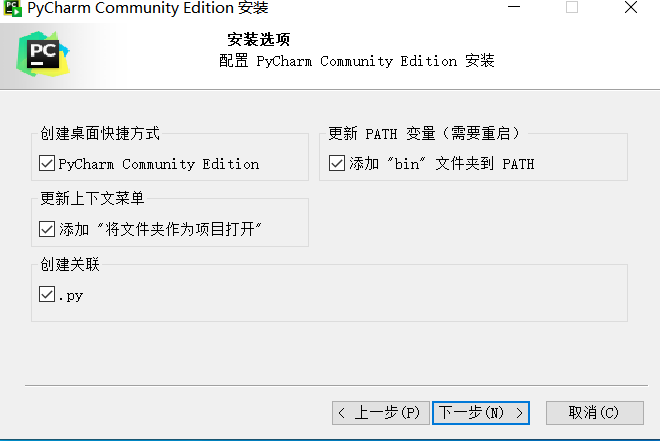 PyCharm Community Edition 安装
PC
安装选项
配置 PyCharm Community Edition 安装
创建桌面快捷方式
PyCharm Community Edition
更新 PATH 变量（需要重启）
添加 "bin" 文件夹到 PATH
更新上下文菜单
添加 "将文件夹作为项目打开"
创建关联
.py
< 上一步(P)
下一步(N) >
取消(C)